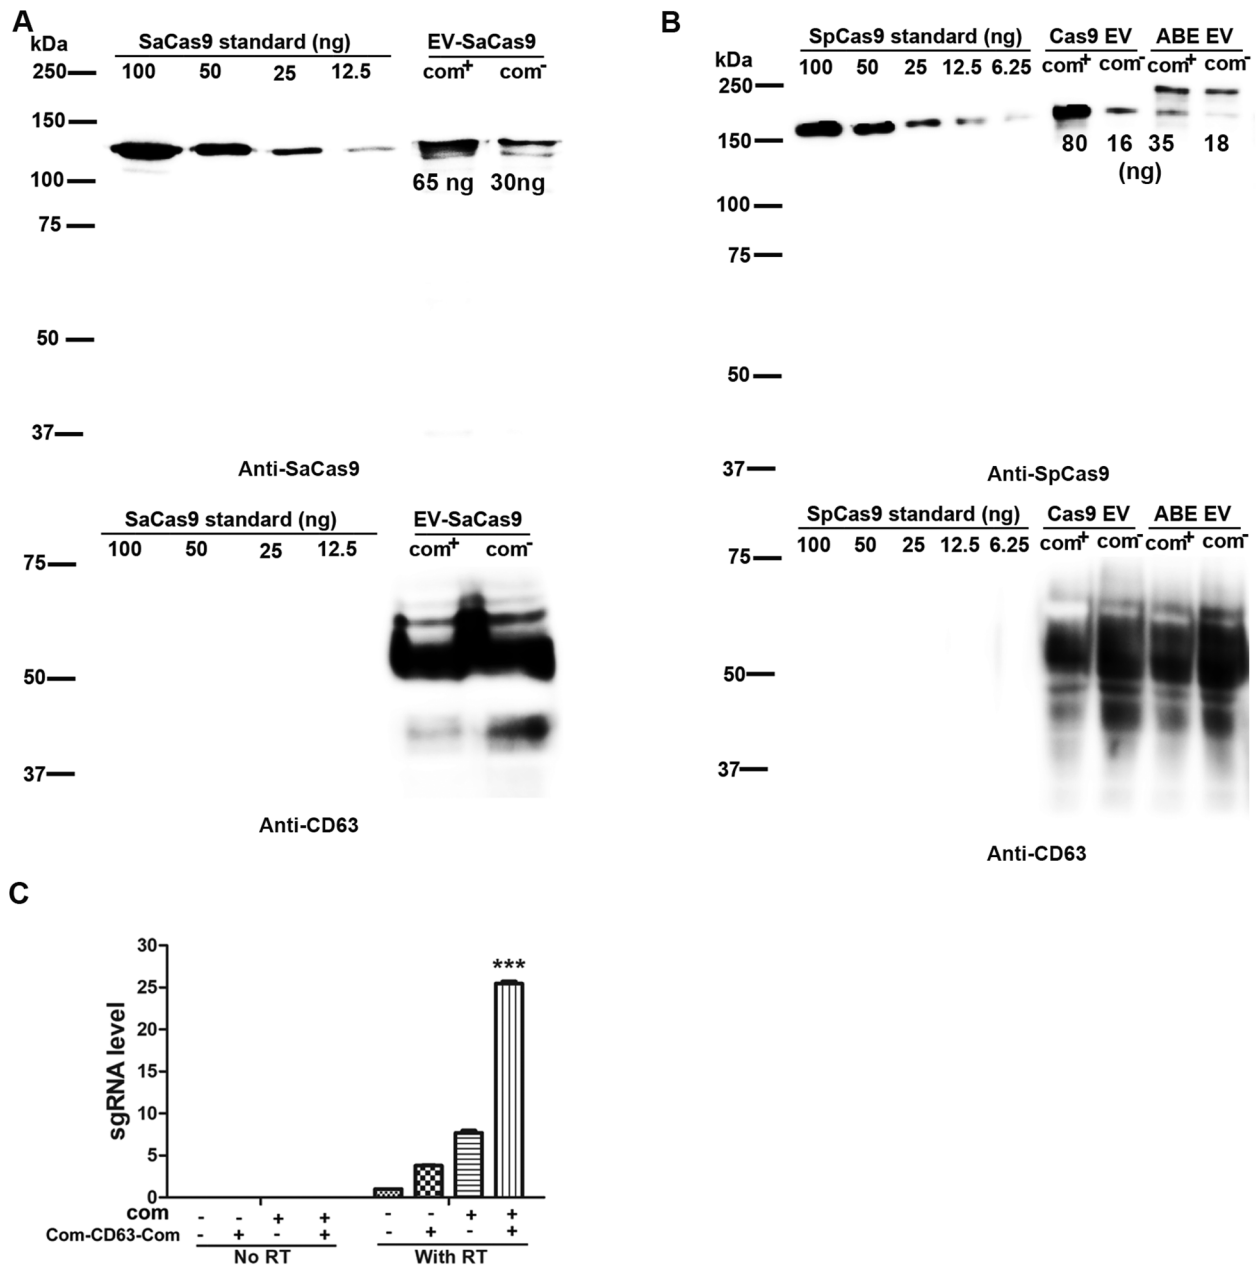 A
kDa
SaCas9 standard (ng)
EV-SaCas9
100 50 25 12.5 com+ com-
250
150
100
65 ng 30ng
75
50
37
Anti-SaCas9
SaCas9 standard (ng) EV-SaCas9
100 50 25 12.5 com+ com-
75
50
37
Anti-CD63
B
kDa
SpCas9 standard (ng) Cas9 EV ABE EV
100 50 25 12.5 6.25 com+ com- com+ com-
250
150
80 16 35 18
(ng)
100
75
50
37
Anti-SpCas9
SpCas9 standard (ng) Cas9 EV ABE EV
100 50 25 12.5 6.25 com+ com- com+ com-
75
50
37
Anti-CD63
C
sgRNA level
30
25
20
15
10
5
0
***
com - - + + - - + +
Com-CD63-Com - + - + - + - +
No RT With RT